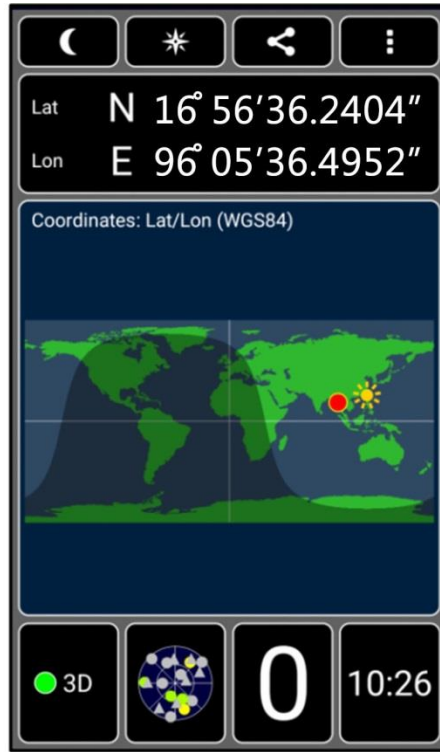 Lat N 16° 56′36.2404″
Lon E 96° 05′36.4952″
Coordinates: Lat/Lon (WGS84)
3D 0 10:26